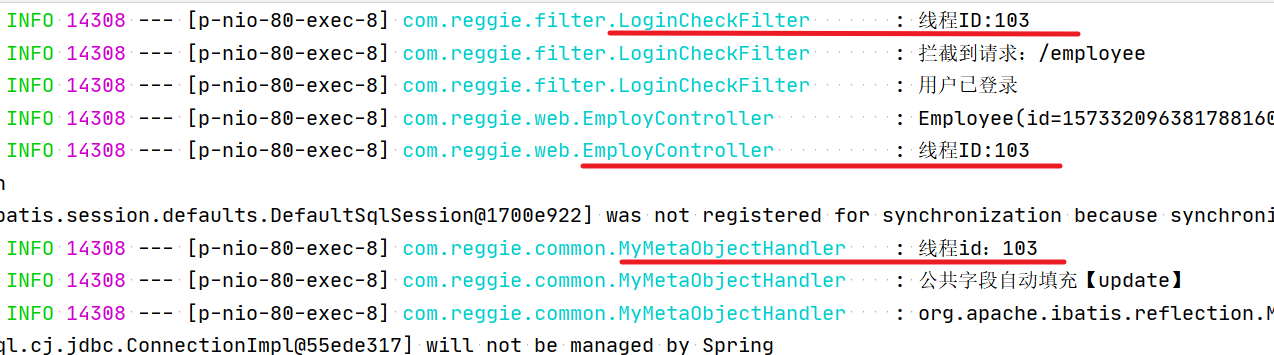 INFO 14308 --- [p-nio-80-exec-8] com.reggie.filter.LoginCheckFilter : 线程ID:103
INFO 14308 --- [p-nio-80-exec-8] com.reggie.filter.LoginCheckFilter : 拦截到请求：/employee
INFO 14308 --- [p-nio-80-exec-8] com.reggie.filter.LoginCheckFilter : 用户已登录
INFO 14308 --- [p-nio-80-exec-8] com.reggie.web.EmployController : Employee(id=157332096381788160
INFO 14308 --- [p-nio-80-exec-8] com.reggie.web.EmployController : 线程ID:103
n
batis.session.defaults.DefaultSqlSession@1700e922] was not registered for synchronization because synchroni
INFO 14308 --- [p-nio-80-exec-8] com.reggie.common.MyMetaObjectHandler : 线程id：103
INFO 14308 --- [p-nio-80-exec-8] com.reggie.common.MyMetaObjectHandler : 公共字段自动填充【update】
INFO 14308 --- [p-nio-80-exec-8] com.reggie.common.MyMetaObjectHandler : org.apache.ibatis.reflection.M
ql.cj.jdbc.ConnectionImpl@55ede317] will not be managed by Spring